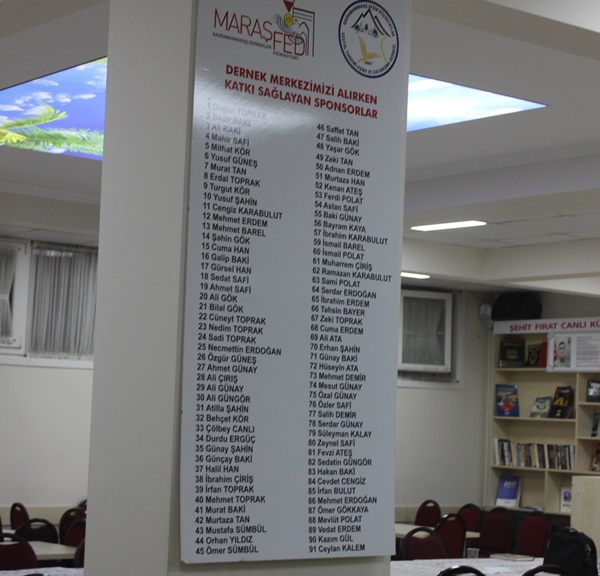 MARAŞFED
KAHRAMANMARAŞ DERNEKLER
FEDERASYONU
DERNEK MERKEZİMİZİ ALIRKEN
KATKI SAĞLAYAN SPONSORLAR
1 Doğan TOPRAK
2 Beşir BAKİ
3 Ali BAKİ
4 Mahir SAFİ
5 Mithat KÖR
6 Yusuf GÜNEŞ
7 Murat TAN
8 Erdal TOPRAK
9 Turgut KÖR
10 Yusuf ŞAHİN
11 Cengiz KARABULUT
12 Mehmet ERDEM
13 Mehmet BAREL
14 Şahin GÖK
15 Cuma HAN
16 Galip BAKİ
17 Gürsel HAN
18 Sedat SAFİ
19 Ahmet SAFİ
20 Ali GÖK
21 Bilal GÖK
22 Cüneyt TOPRAK
23 Nedim TOPRAK
24 Sadi TOPRAK
25 Necmettin ERDOĞAN
26 Özgür GÜNEŞ
27 Ahmet GÜNAY
28 Ali ÇIRIŞ
29 Ali GÜNAY
30 Ali GÜNGÖR
31 Atilla ŞAHİN
32 Behçet KÖR
33 Çölbey CANLI
34 Durdu ERGÜÇ
35 Günay ŞAHİN
36 Günçay BAKİ
37 Halil HAN
38 İbrahim ÇİRİŞ
39 İrfan TOPRAK
40 Mehmet TOPRAK
41 Murat BAKİ
42 Murtaza TAN
43 Mustafa SÜMBÜL
44 Orhan YILDIZ
45 Ömer SÜMBÜL
46 Saffet TAN
47 Salih BAKİ
48 Yaşar GÖK
49 Zeki TAN
50 Adnan ERDEM
51 Murtaza HAN
52 Kenan ATEŞ
53 Ferdi POLAT
54 Aslan SAFİ
55 Baki GÜNAY
56 Bayram KAYA
57 İbrahim KARABULUT
59 İsmail BAREL
60 İsmail POLAT
61 Muharrem ÇİRİŞ
62 Ramazan KARABULUT
63 Sami POLAT
64 Serdar ERDOĞAN
65 İbrahim ERDEM
66 Tahsin BAYER
67 Zeki TOPRAK
68 Cuma ERDEM
69 Ali ATA
70 Erhan ŞAHİN
71 Günay BAKİ
72 Hüseyin ATA
73 Mehmet DEMİR
74 Mesut GÜNAY
75 Özal GÜNAY
76 Özler SAFİ
77 Salih DEMİR
78 Serdar GÜNAY
79 Süleyman KALAY
80 Zeynel SAFİ
81 Fevzi ATEŞ
82 Sedatin GÜNGÖR
83 Hakan BAKİ
84 Cevdet CENGİZ
85 İrfan BULUT
86 Mehmet ERDOĞAN
87 Ömer GÖKKAYA
88 Mevlüt POLAT
89 Vedat ERDEM
90 Kazım GÜL
91 Ceylan KALEM
ŞEHİT FIRAT CANLI KÜ